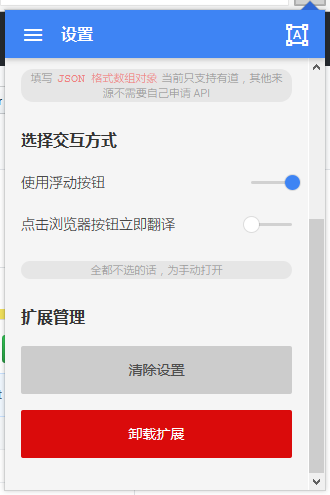 设置
A
填写 JSON 格式数组对象 当前只支持有道，其他来
源不需要自己申请 API
选择交互方式
使用浮动按钮
点击浏览器按钮立即翻译
全都不选的话，为手动打开
扩展管理
清除设置
卸载扩展